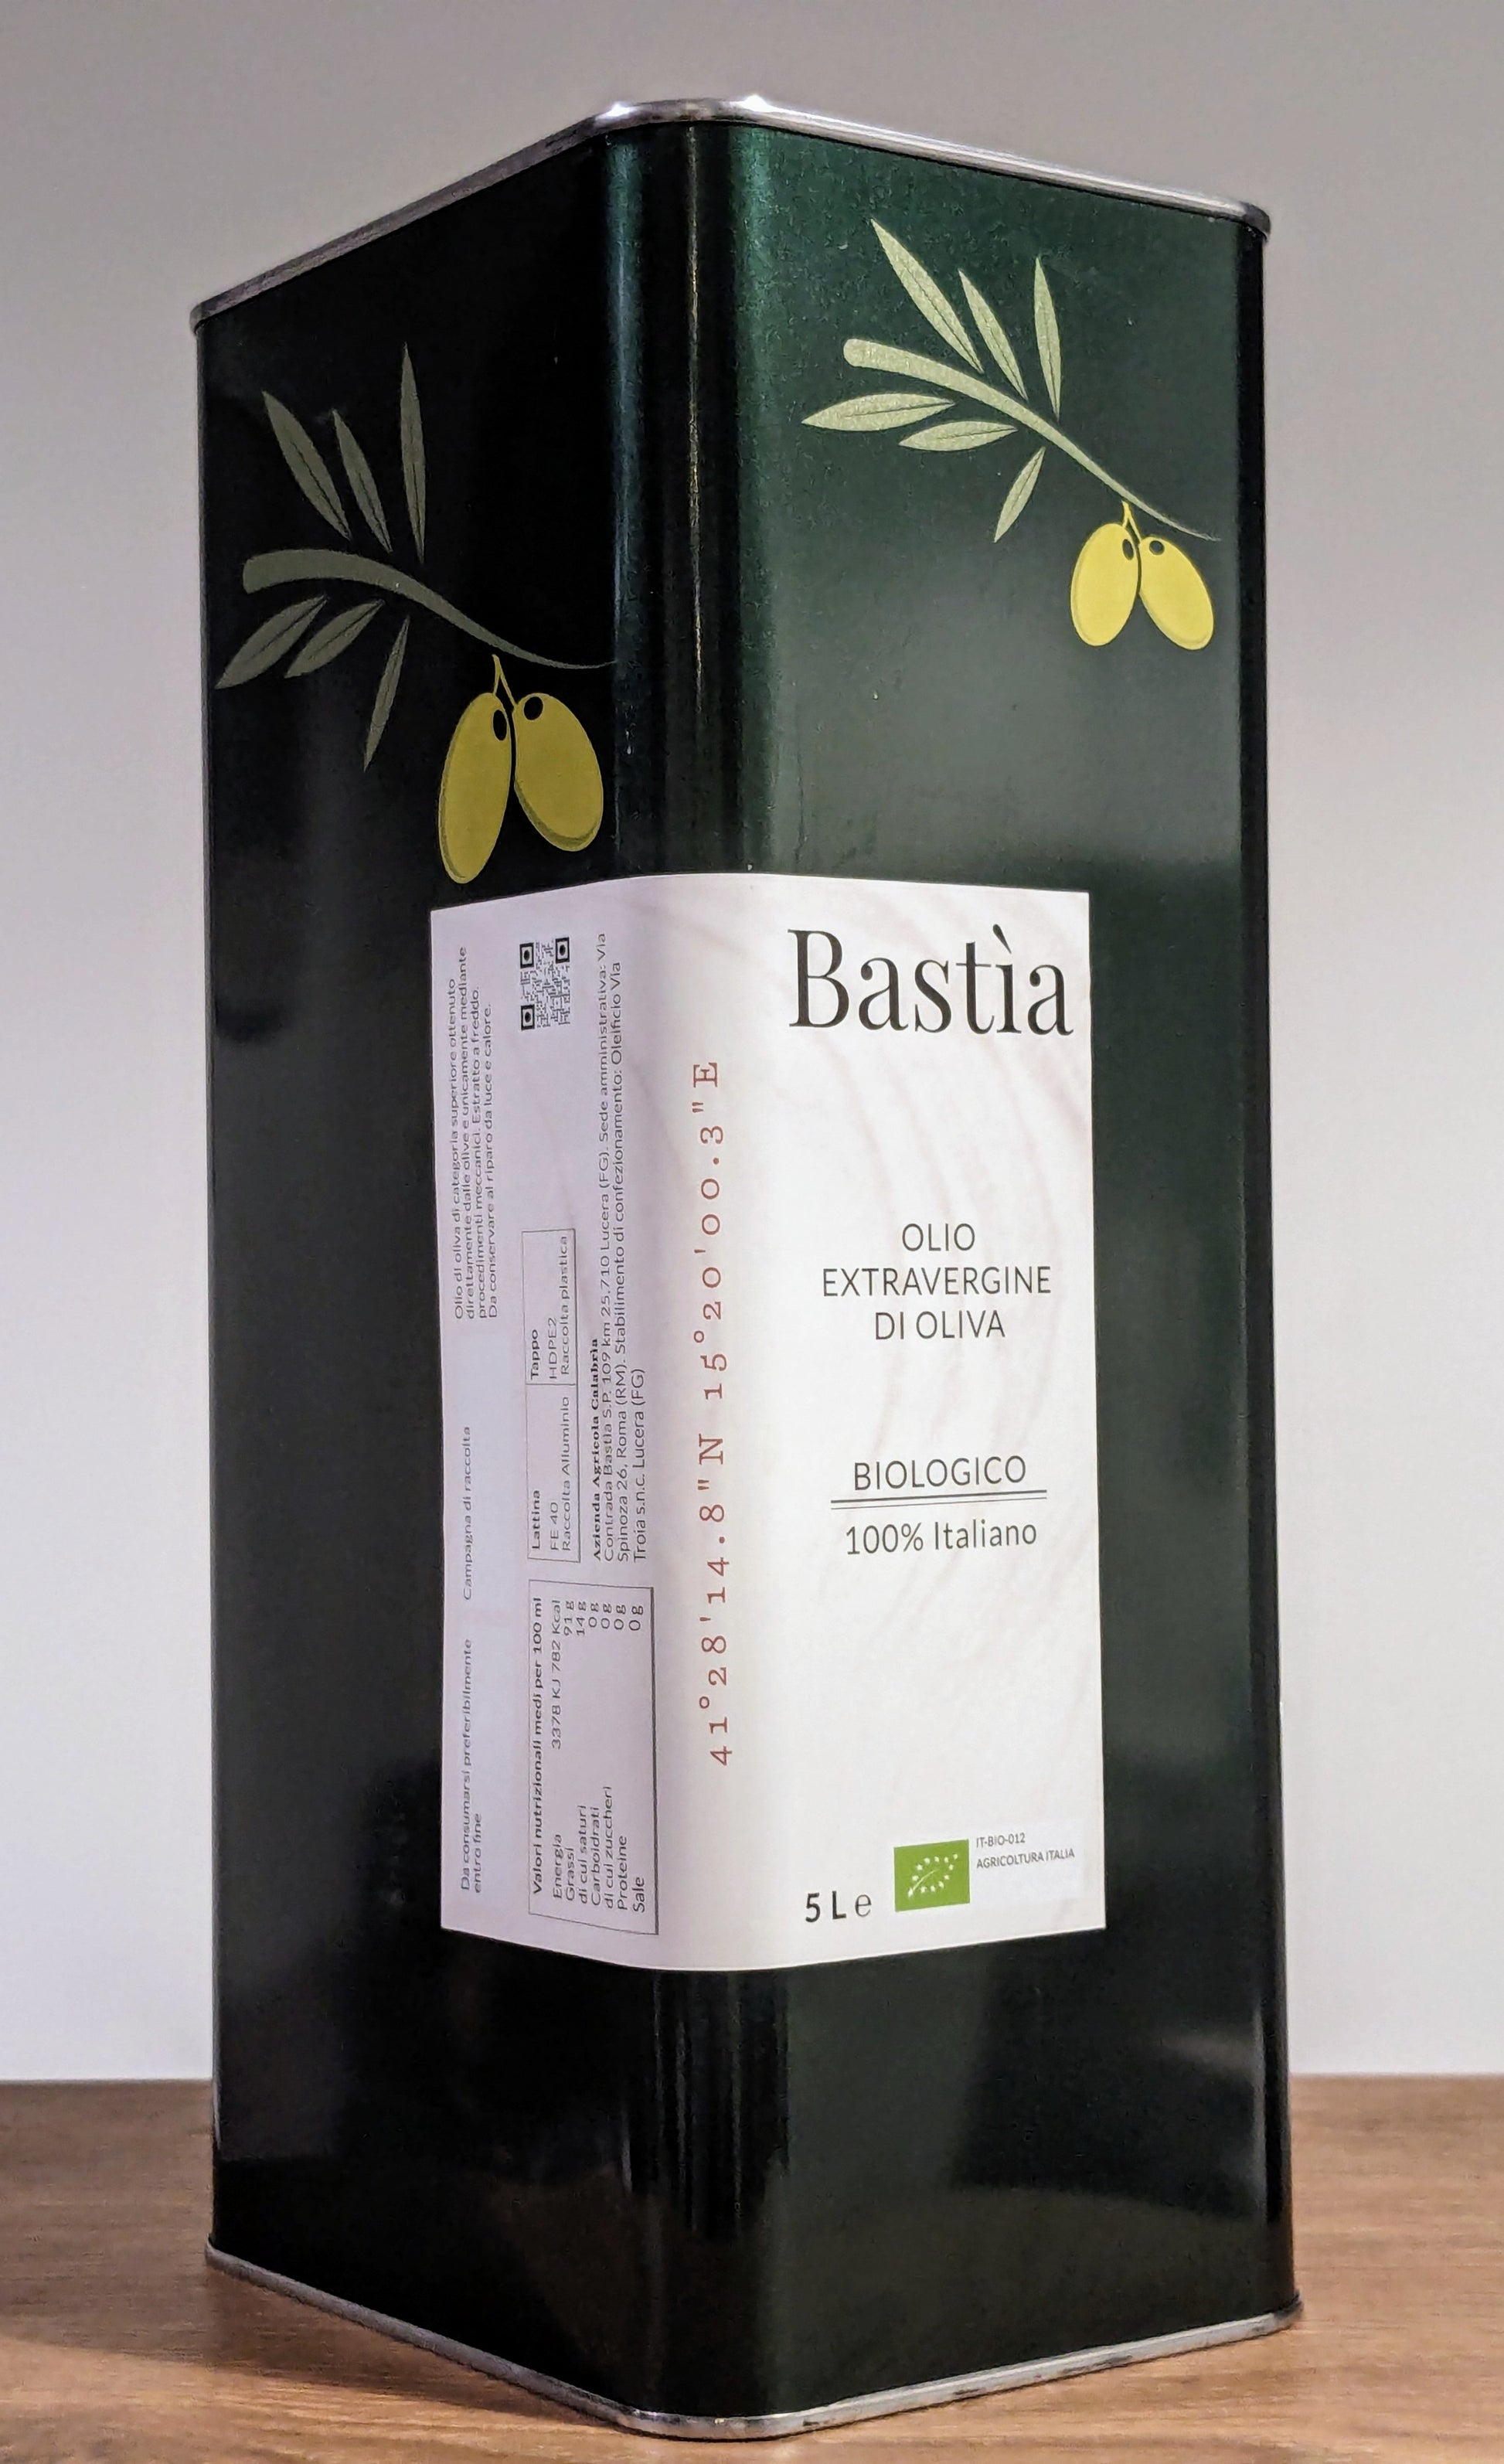 Bastìa
OLIO
EXTRAVERGINE
DI OLIVA
BIOLOGICO
100% Italiano
5 L e
IT-BIO-012
AGRICOLTURA ITALIA
41°28'14.8"N 15°20'00.3"E
Olio di oliva di categoria superiore ottenuto
direttamente dalle olive e unicamente mediante
procedimenti meccanici. Estratto a freddo.
Da conservare al riparo da luce e calore.
Campagna di raccolta
Da consumarsi preferibilmente
entro fine
Lattina
FE 40
Raccolta Alluminio
Tappo
HDPE2
Raccolta plastica
Azienda Agricola Calabrìa
Contrada Bastìa S.P. 109 km 25.710 Lucera (FG). Sede amministrativa: Via
Spinoza 26, Roma (RM). Stabilimento di confezionamento: Oleificio Via
Troia s.n.c. Lucera (FG)
Valori nutrizionali medi per 100 ml
Energia 3378 KJ 782 Kcal
Grassi 91 g
di cui saturi 14 g
Carboidrati 0 g
di cui zuccheri 0 g
Proteine 0 g
Sale 0 g